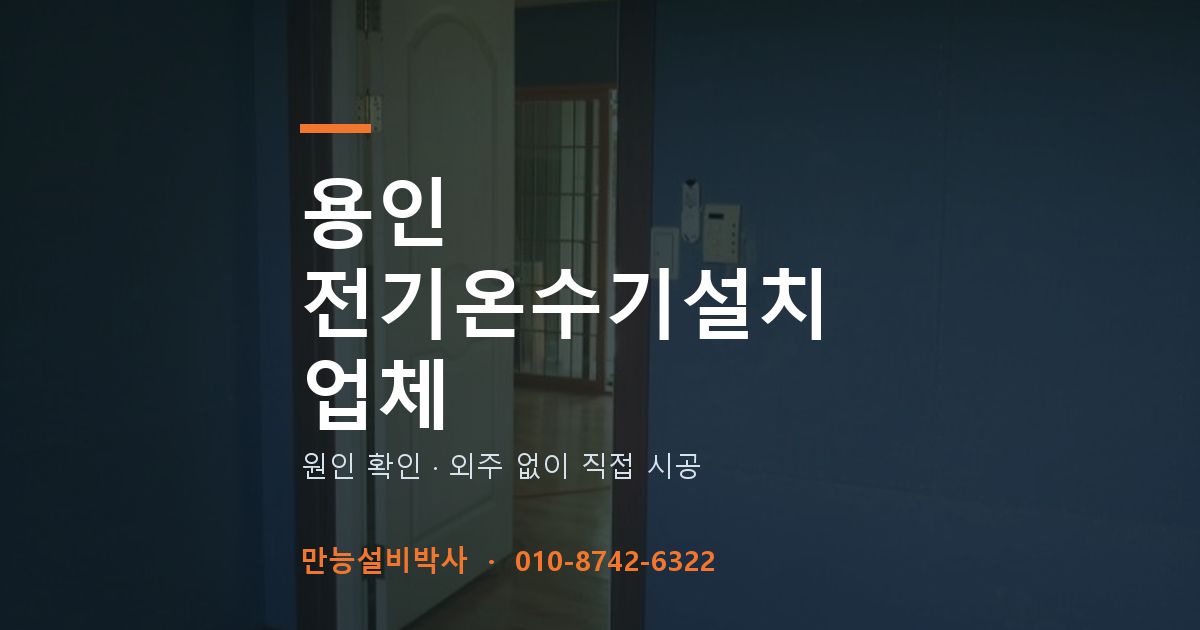 용인
전기온수기설치
업체
원인 확인 · 외주 없이 직접 시공
만능설비박사 · 010-8742-6322